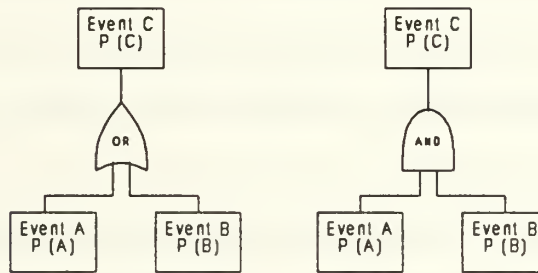 Event C
P (C)
OR
Event A
P (A)
Event B
P (B)
Event C
P (C)
AND
Event A
P (A)
Event B
P (B)